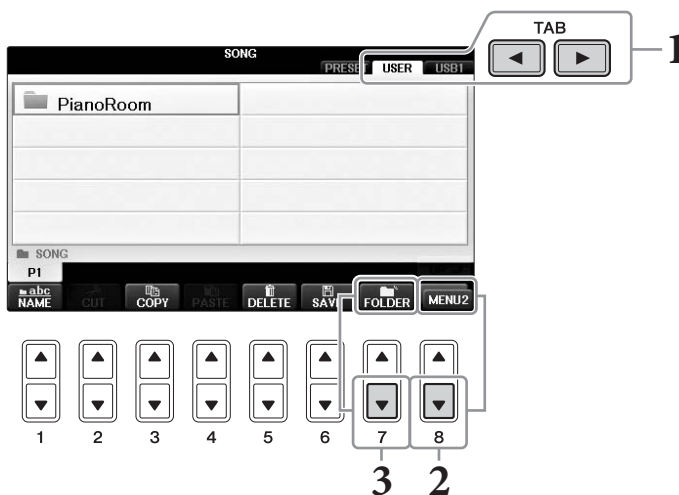 TAB
1
SONG
PRESET USER USB1
PianoRoom
SONG
P1
abc
NAME CUT COPY PASTE DELETE SAVE FOLDER MENU2
1 2 3 4 5 6 7 8
3 2